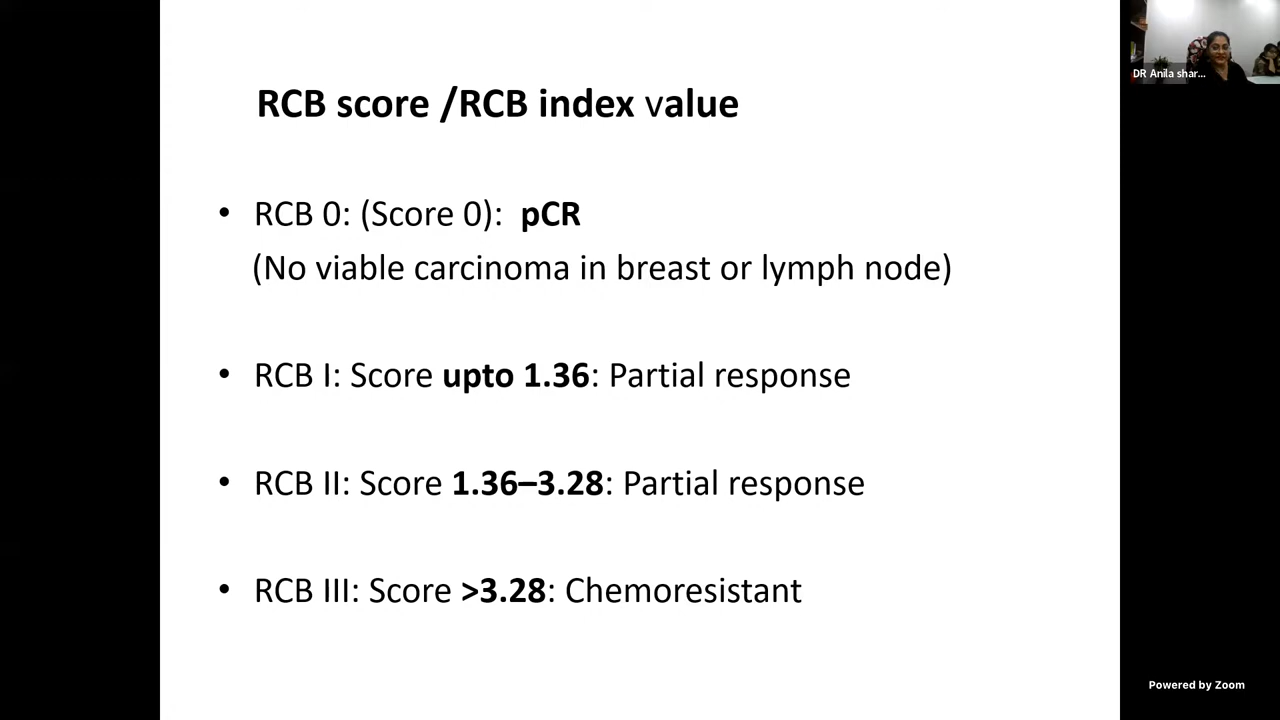 RCB score /RCB index value
• RCB 0: (Score 0): pCR
(No viable carcinoma in breast or lymph node)
• RCB I: Score upto 1.36: Partial response
• RCB II: Score 1.36–3.28: Partial response
• RCB III: Score >3.28: Chemoresistant
DR Anila shar...
Powered by Zoom